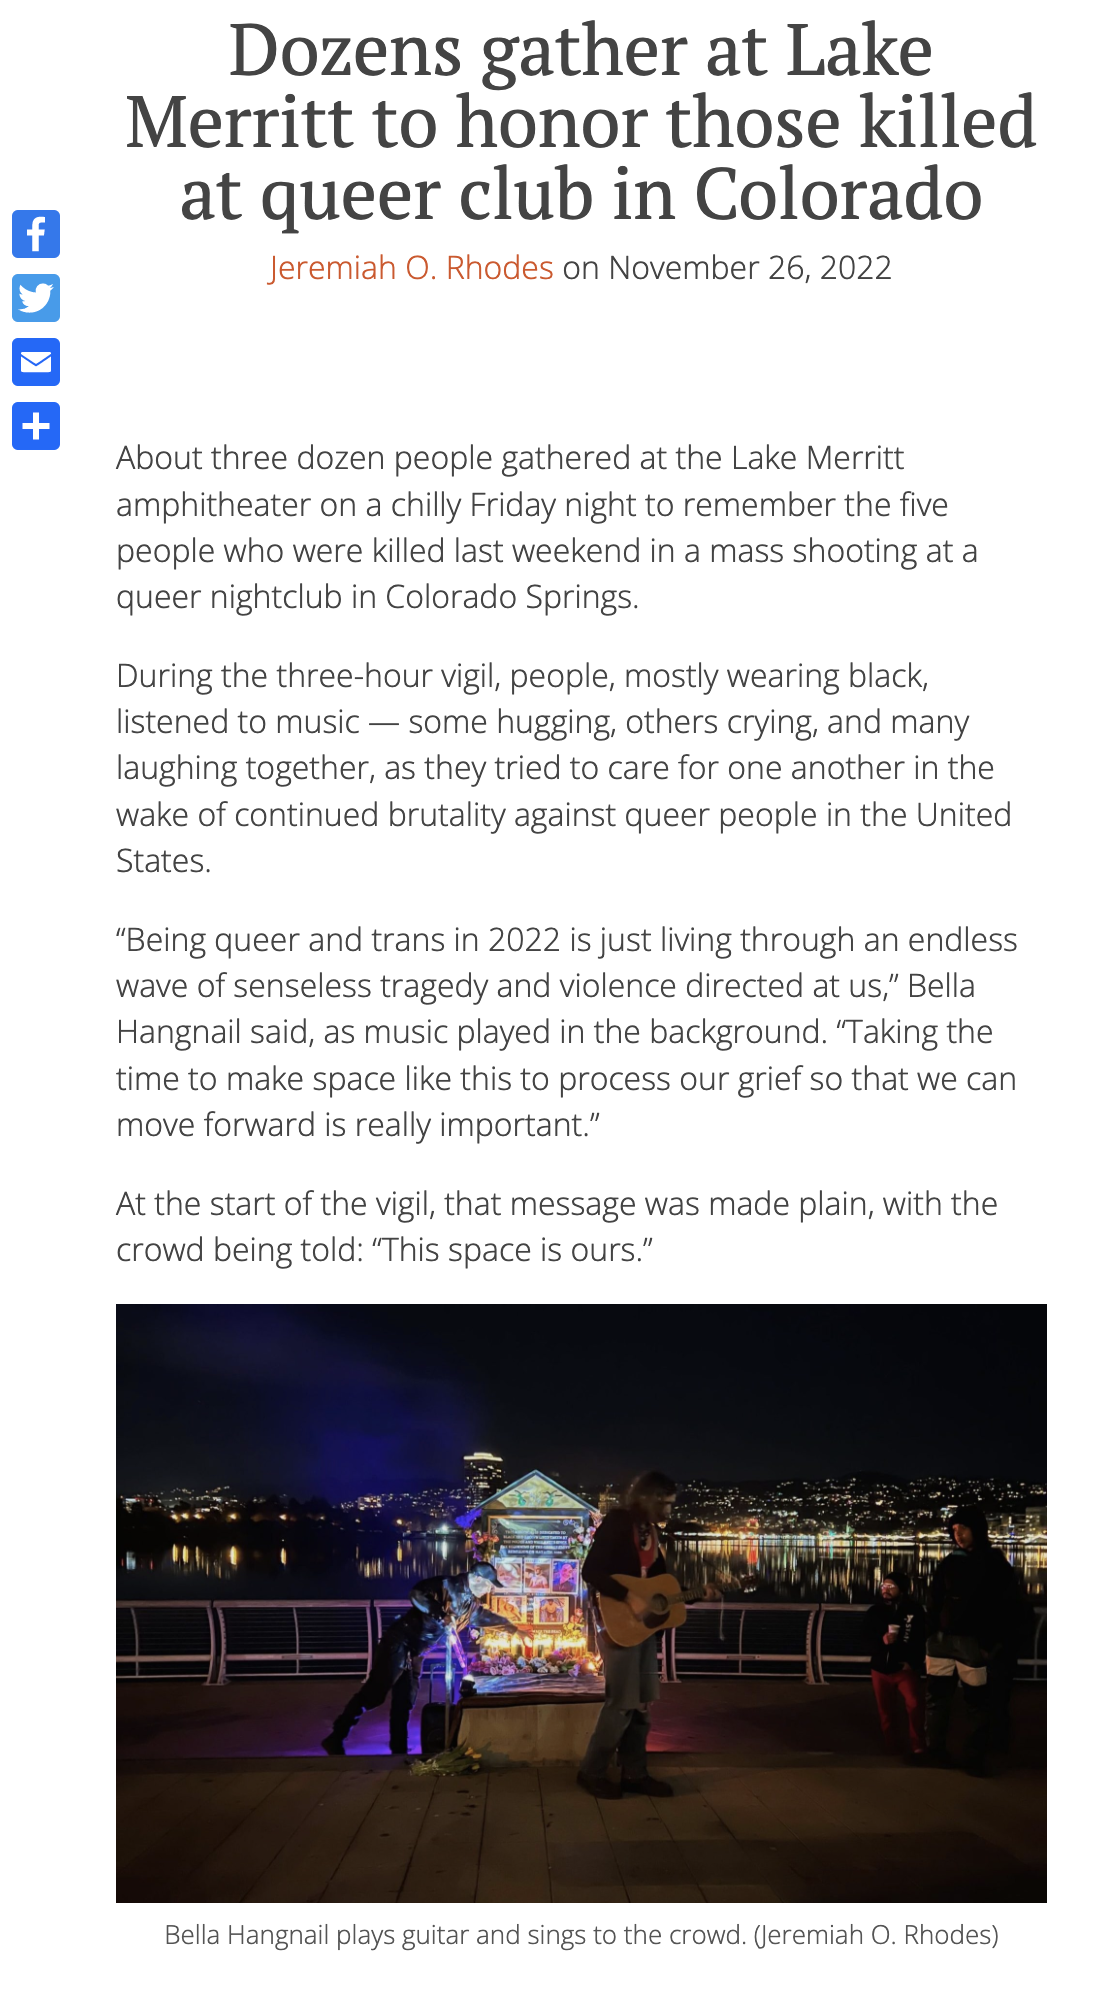 Dozens gather at Lake
Merritt to honor those killed
at queer club in Colorado
Jeremiah O. Rhodes on November 26, 2022
About three dozen people gathered at the Lake Merritt
amphitheater on a chilly Friday night to remember the five
people who were killed last weekend in a mass shooting at a
queer nightclub in Colorado Springs.
During the three-hour vigil, people, mostly wearing black,
listened to music — some hugging, others crying, and many
laughing together, as they tried to care for one another in the
wake of continued brutality against queer people in the United
States.
“Being queer and trans in 2022 is just living through an endless
wave of senseless tragedy and violence directed at us,” Bella
Hangnail said, as music played in the background. “Taking the
time to make space like this to process our grief so that we can
move forward is really important.”
At the start of the vigil, that message was made plain, with the
crowd being told: “This space is ours.”
Bella Hangnail plays guitar and sings to the crowd. (Jeremiah O. Rhodes)